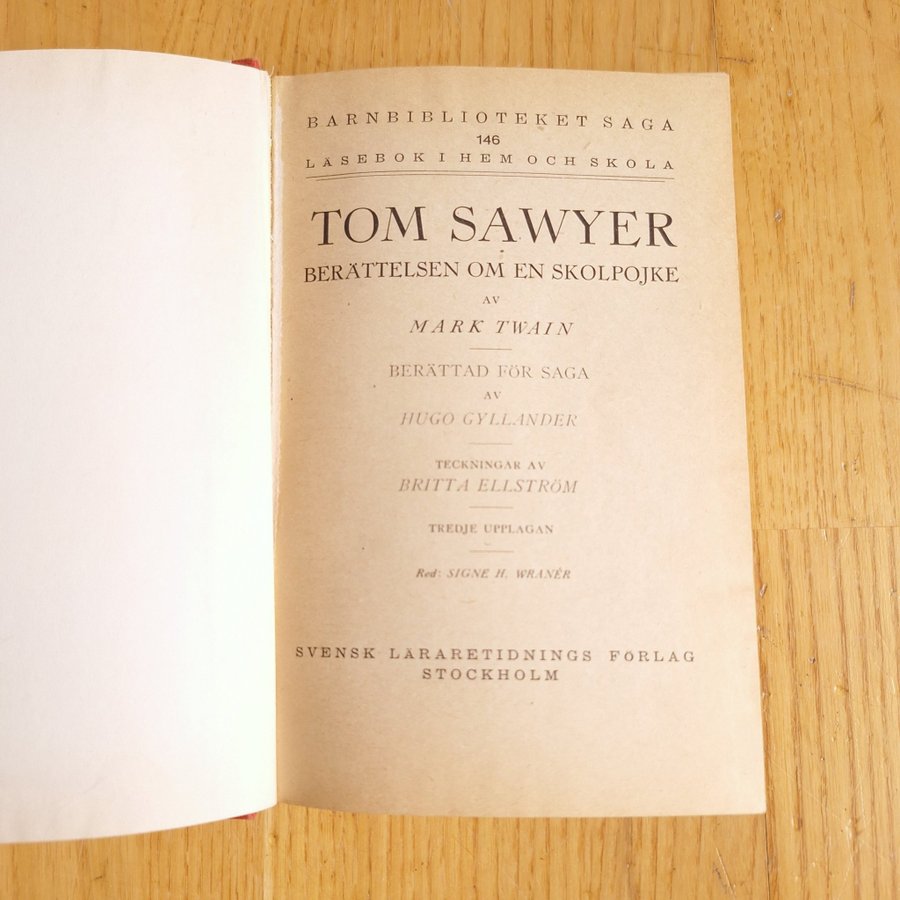 BARNBIBLIOTEKET SAGA
146
LÄSEBOK I HEM OCH SKOLA
TOM SAWYER
BERÄTTELSEN OM EN SKOLPOJKE
AV
MARK TWAIN
BERÄTTAD FÖR SAGA
AV
HUGO GYLLANDER
TECKNINGAR AV
BRITTA ELLSTRÖM
TREDJE UPPLAGAN
Red: SIGNE H. WRANÉR
SVENSK LÄRARETIDNINGS FÖRLAG
STOCKHOLM